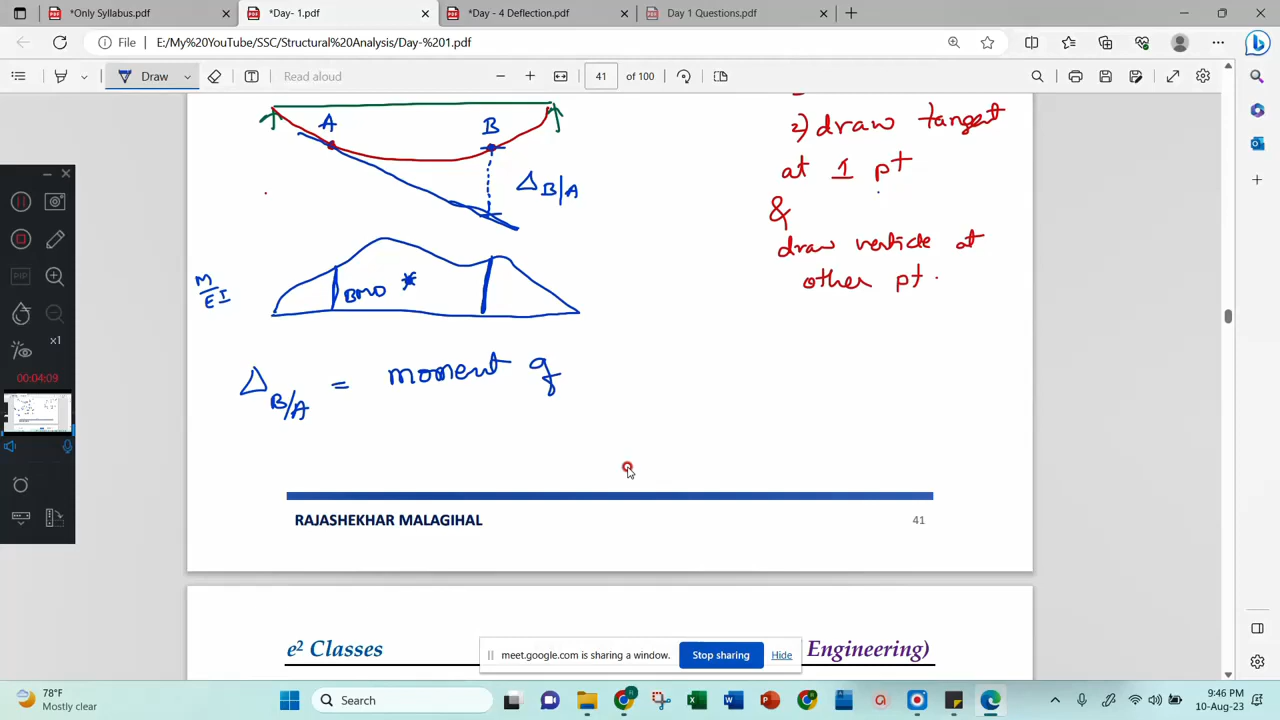 *Only Syllabus.pdf
*Day- 1.pdf
*Day - 4 Deflection.pdf
Day 1 Questions.pdf
File
E:/My%20YouTube/SSC/Structural%20Analysis/Day-%201.pdf
Draw
Read aloud
41
of 100
A
B
Δ B/A
2) draw tangent
at 1 pt
&
draw verticle at
other pt.
M
EI
BMD *
Δ B/A = moment of
PIP
x1
00:04:09
RAJASHEKHAR MALAGIHAL
41
e² Classes
Engineering)
meet.google.com is sharing a window.
Stop sharing
Hide
78°F
Mostly clear
Search
9:46 PM
10-Aug-23